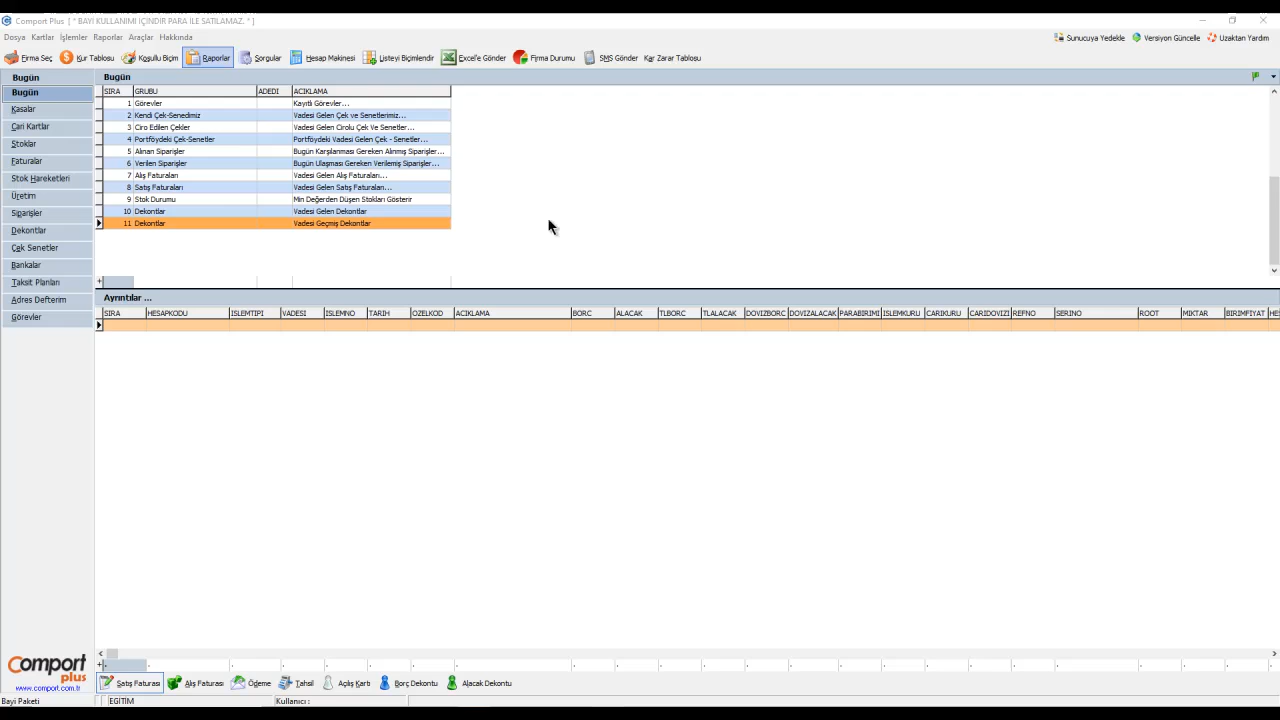 Comport Plus [ * BAYİ KULLANIMI İÇİNDİR PARA İLE SATILAMAZ. * ]
Dosya Kartlar İşlemler Raporlar Araçlar Hakkında
Sunucuya Yedekle Versiyon Güncelle Uzaktan Yardım
Firma Seç Kur Tablosu Koşullu Biçim Raporlar Sorgular Hesap Makinesi Listeyi Biçimlendir Excel'e Gönder Firma Durumu SMS Gönder Kar Zarar Tablosu
Bugün
Bugün
Kasalar
Cari Kartlar
Stoklar
Faturalar
Stok Hareketleri
Üretim
Siparişler
Dekontlar
Çek Senetler
Bankalar
Taksit Planları
Adres Defterim
Görevler
Bugün
SIRA GRUBU ADEDI ACIKLAMA
1 Görevler Kayıtlı Görevler...
2 Kendi Çek-Senedimiz Vadesi Gelen Çek ve Senetlerimiz...
3 Ciro Edilen Çekler Vadesi Gelen Cirolu Çek Ve Senetler...
4 Portföydeki Çek-Senetler Portföydeki Vadesi Gelen Çek - Senetler...
5 Alınan Siparişler Bugün Karşılanması Gereken Alınmış Siparişler...
6 Verilen Siparişler Bugün Ulaşması Gereken Verilemiş Siparişler...
7 Alış Faturaları Vadesi Gelen Alış Faturaları...
8 Satış Faturaları Vadesi Gelen Satış Faturaları...
9 Stok Durumu Min Değerden Düşen Stokları Gösterir
10 Dekontlar Vadesi Gelen Dekontlar
11 Dekontlar Vadesi Geçmiş Dekontlar
Ayrıntılar ...
SIRA HESAPKODU ISLEMTIPI VADESI ISLEMNO TARIH OZELKOD ACIKLAMA BORC ALACAK TLBORC TLALACAK DOVIZBORC DOVIZALACAK PARABIRIMI ISLEMKURU CARIKURU CARIDOVIZI REFNO SERINO ROOT MIKTAR BIRIMFIYAT HE
Satış Faturası Alış Faturası Ödeme Tahsil Açılış Kartı Borç Dekontu Alacak Dekontu
Comport
plus
www.comport.com.tr
Bayi Paketi EGİTİM Kullanıcı :